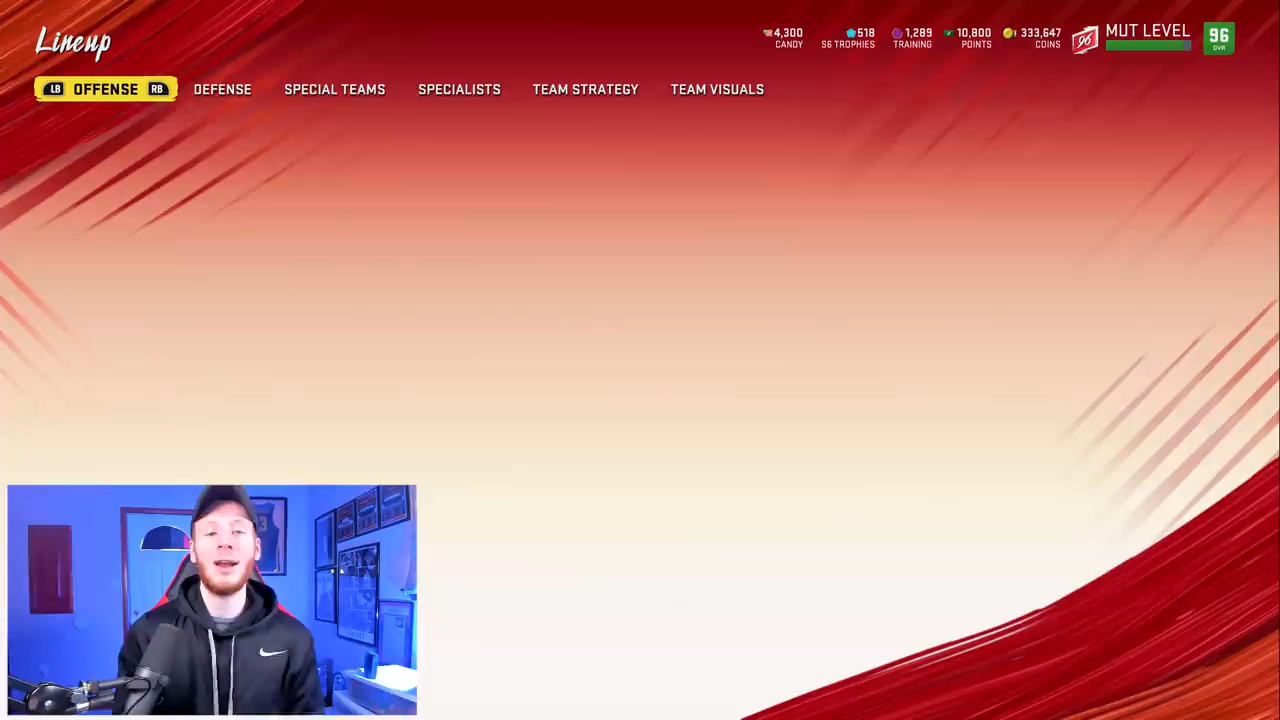 Lineup
4,300 CANDY
518 S6 TROPHIES
1,289 TRAINING
10,800 POINTS
333,647 COINS
96
MUT LEVEL
96 OVR
LB OFFENSE RB
DEFENSE
SPECIAL TEAMS
SPECIALISTS
TEAM STRATEGY
TEAM VISUALS